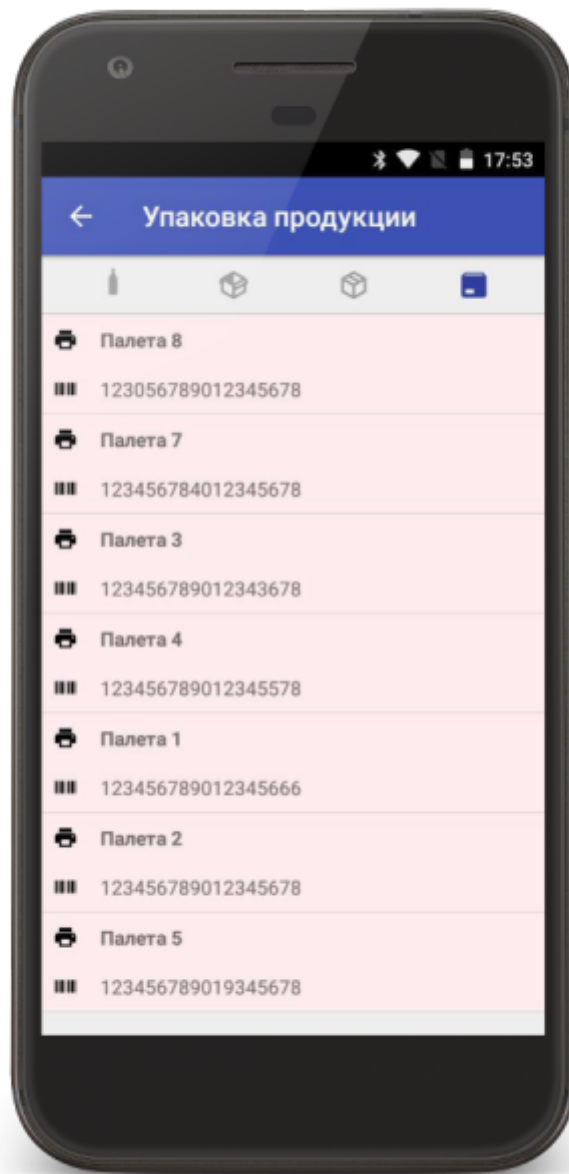 17:53
Упаковка продукции
Палета 8
123056789012345678
Палета 7
123456784012345678
Палета 3
123456789012343678
Палета 4
123456789012345578
Палета 1
123456789012345666
Палета 2
123456789012345678
Палета 5
123456789019345678